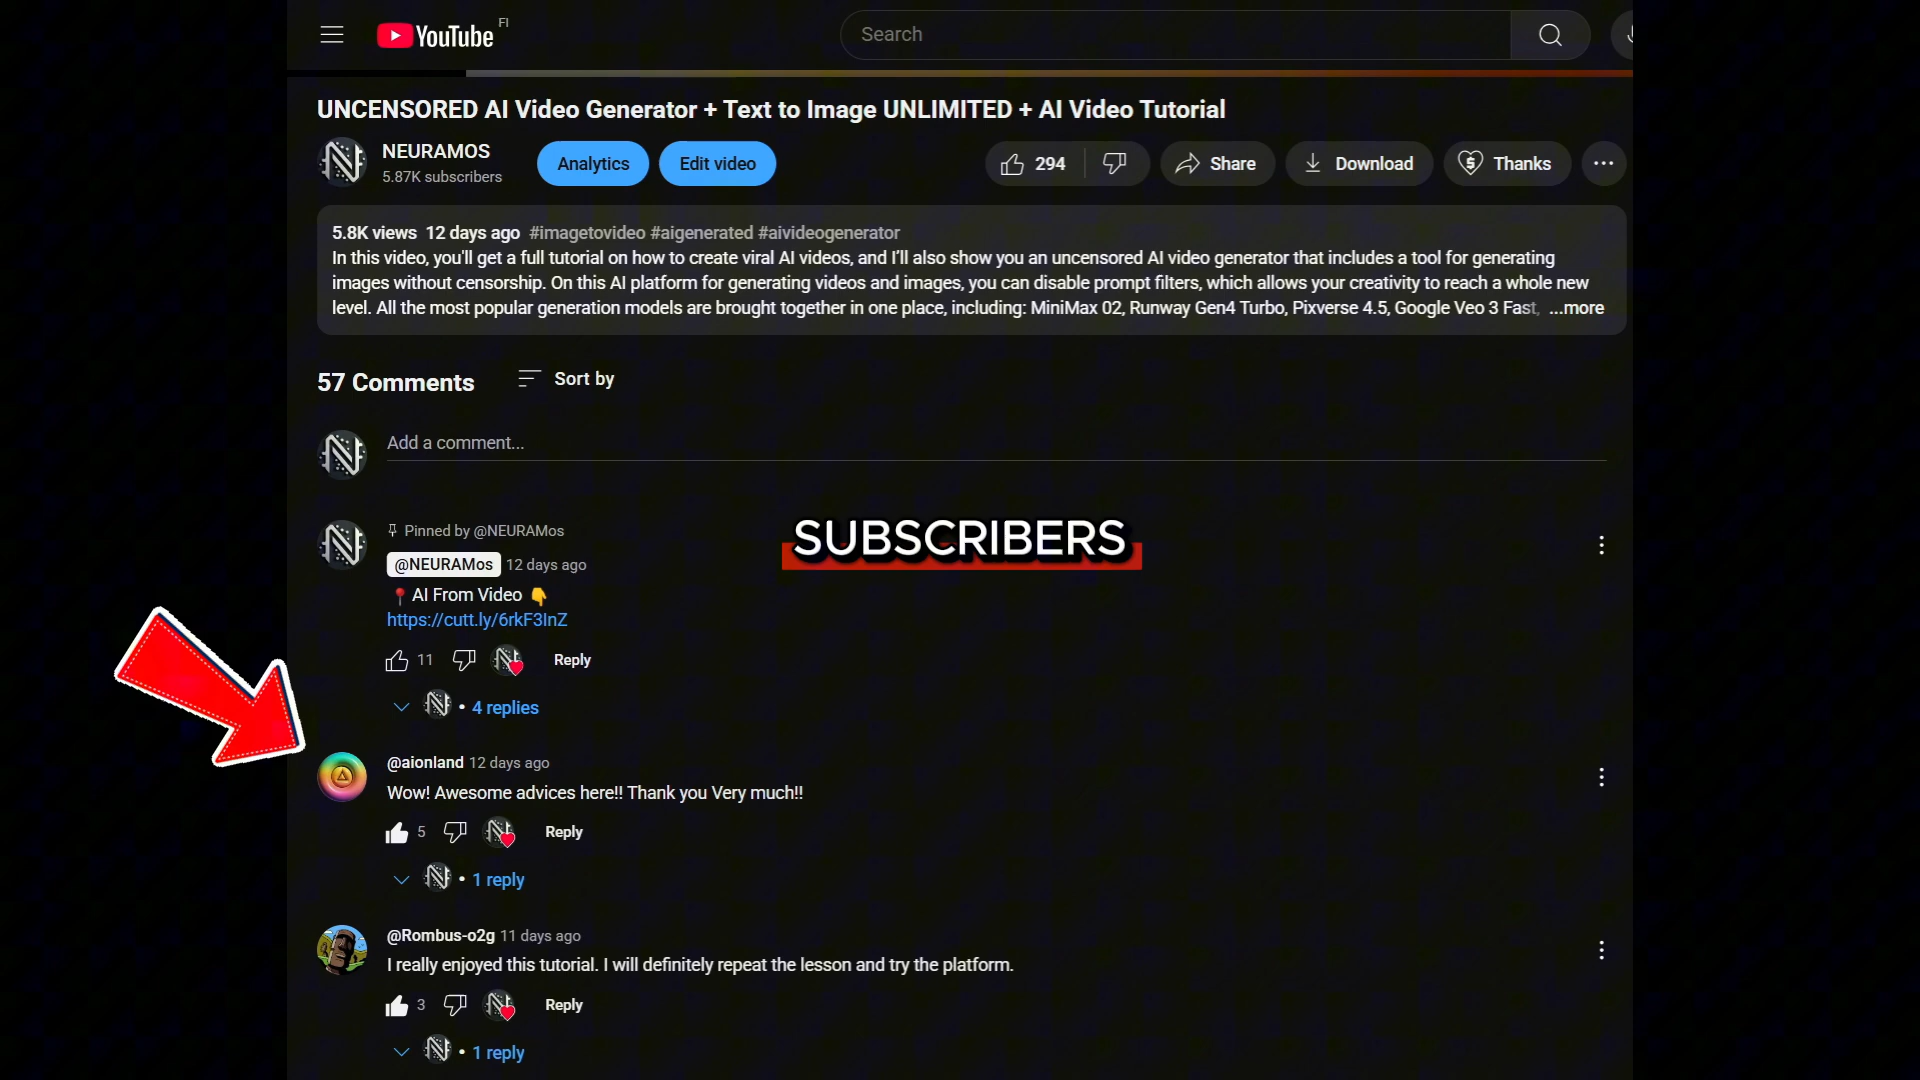 YouTube FI
Search
UNCENSORED AI Video Generator + Text to Image UNLIMITED + AI Video Tutorial
NEURAMOS
5.87K subscribers
Analytics
Edit video
294
Share
Download
Thanks
5.8K views 12 days ago #imagetovideo #aigenerated #aivideogenerator
In this video, you'll get a full tutorial on how to create viral AI videos, and I'll also show you an uncensored AI video generator that includes a tool for generating
images without censorship. On this AI platform for generating videos and images, you can disable prompt filters, which allows your creativity to reach a whole new
level. All the most popular generation models are brought together in one place, including: MiniMax 02, Runway Gen4 Turbo, Pixverse 4.5, Google Veo 3 Fast, ...more
57 Comments
Sort by
Add a comment...
Pinned by @NEURAMos
@NEURAMos 12 days ago
📍AI From Video 👇
https://cutt.ly/6rkF3InZ
11
Reply
4 replies
SUBSCRIBERS
@aionland 12 days ago
Wow! Awesome advices here!! Thank you Very much!!
5
Reply
1 reply
@Rombus-o2g 11 days ago
I really enjoyed this tutorial. I will definitely repeat the lesson and try the platform.
3
Reply
1 reply